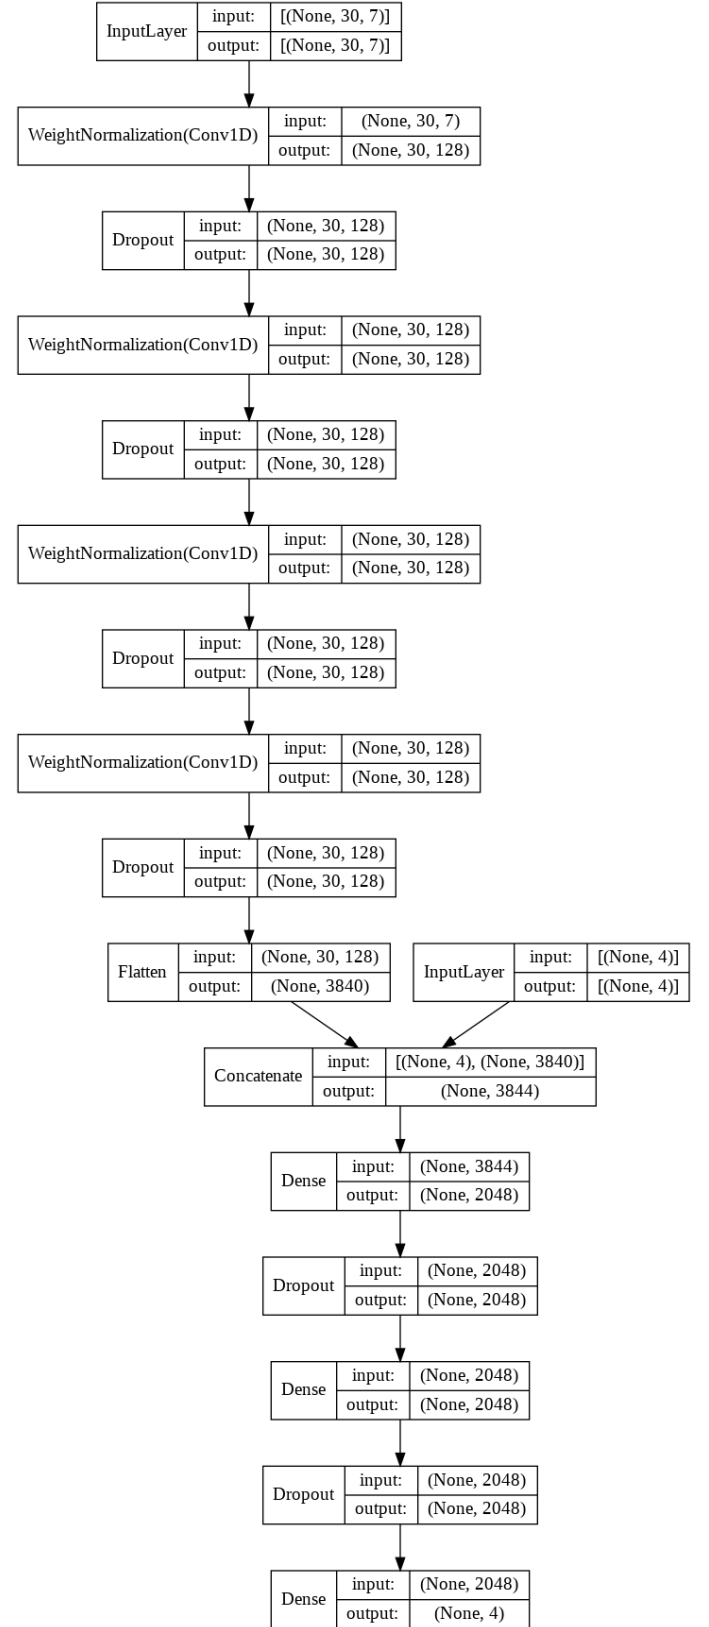 InputLayer
input: [(None, 30, 7)]
output: [(None, 30, 7)]
WeightNormalization(Conv1D)
input: (None, 30, 7)
output: (None, 30, 128)
Dropout
input: (None, 30, 128)
output: (None, 30, 128)
WeightNormalization(Conv1D)
input: (None, 30, 128)
output: (None, 30, 128)
Dropout
input: (None, 30, 128)
output: (None, 30, 128)
WeightNormalization(Conv1D)
input: (None, 30, 128)
output: (None, 30, 128)
Dropout
input: (None, 30, 128)
output: (None, 30, 128)
WeightNormalization(Conv1D)
input: (None, 30, 128)
output: (None, 30, 128)
Dropout
input: (None, 30, 128)
output: (None, 30, 128)
Flatten
input: (None, 30, 128)
output: (None, 3840)
InputLayer
input: [(None, 4)]
output: [(None, 4)]
Concatenate
input: [(None, 4), (None, 3840)]
output: (None, 3844)
Dense
input: (None, 3844)
output: (None, 2048)
Dropout
input: (None, 2048)
output: (None, 2048)
Dense
input: (None, 2048)
output: (None, 2048)
Dropout
input: (None, 2048)
output: (None, 2048)
Dense
input: (None, 2048)
output: (None, 4)